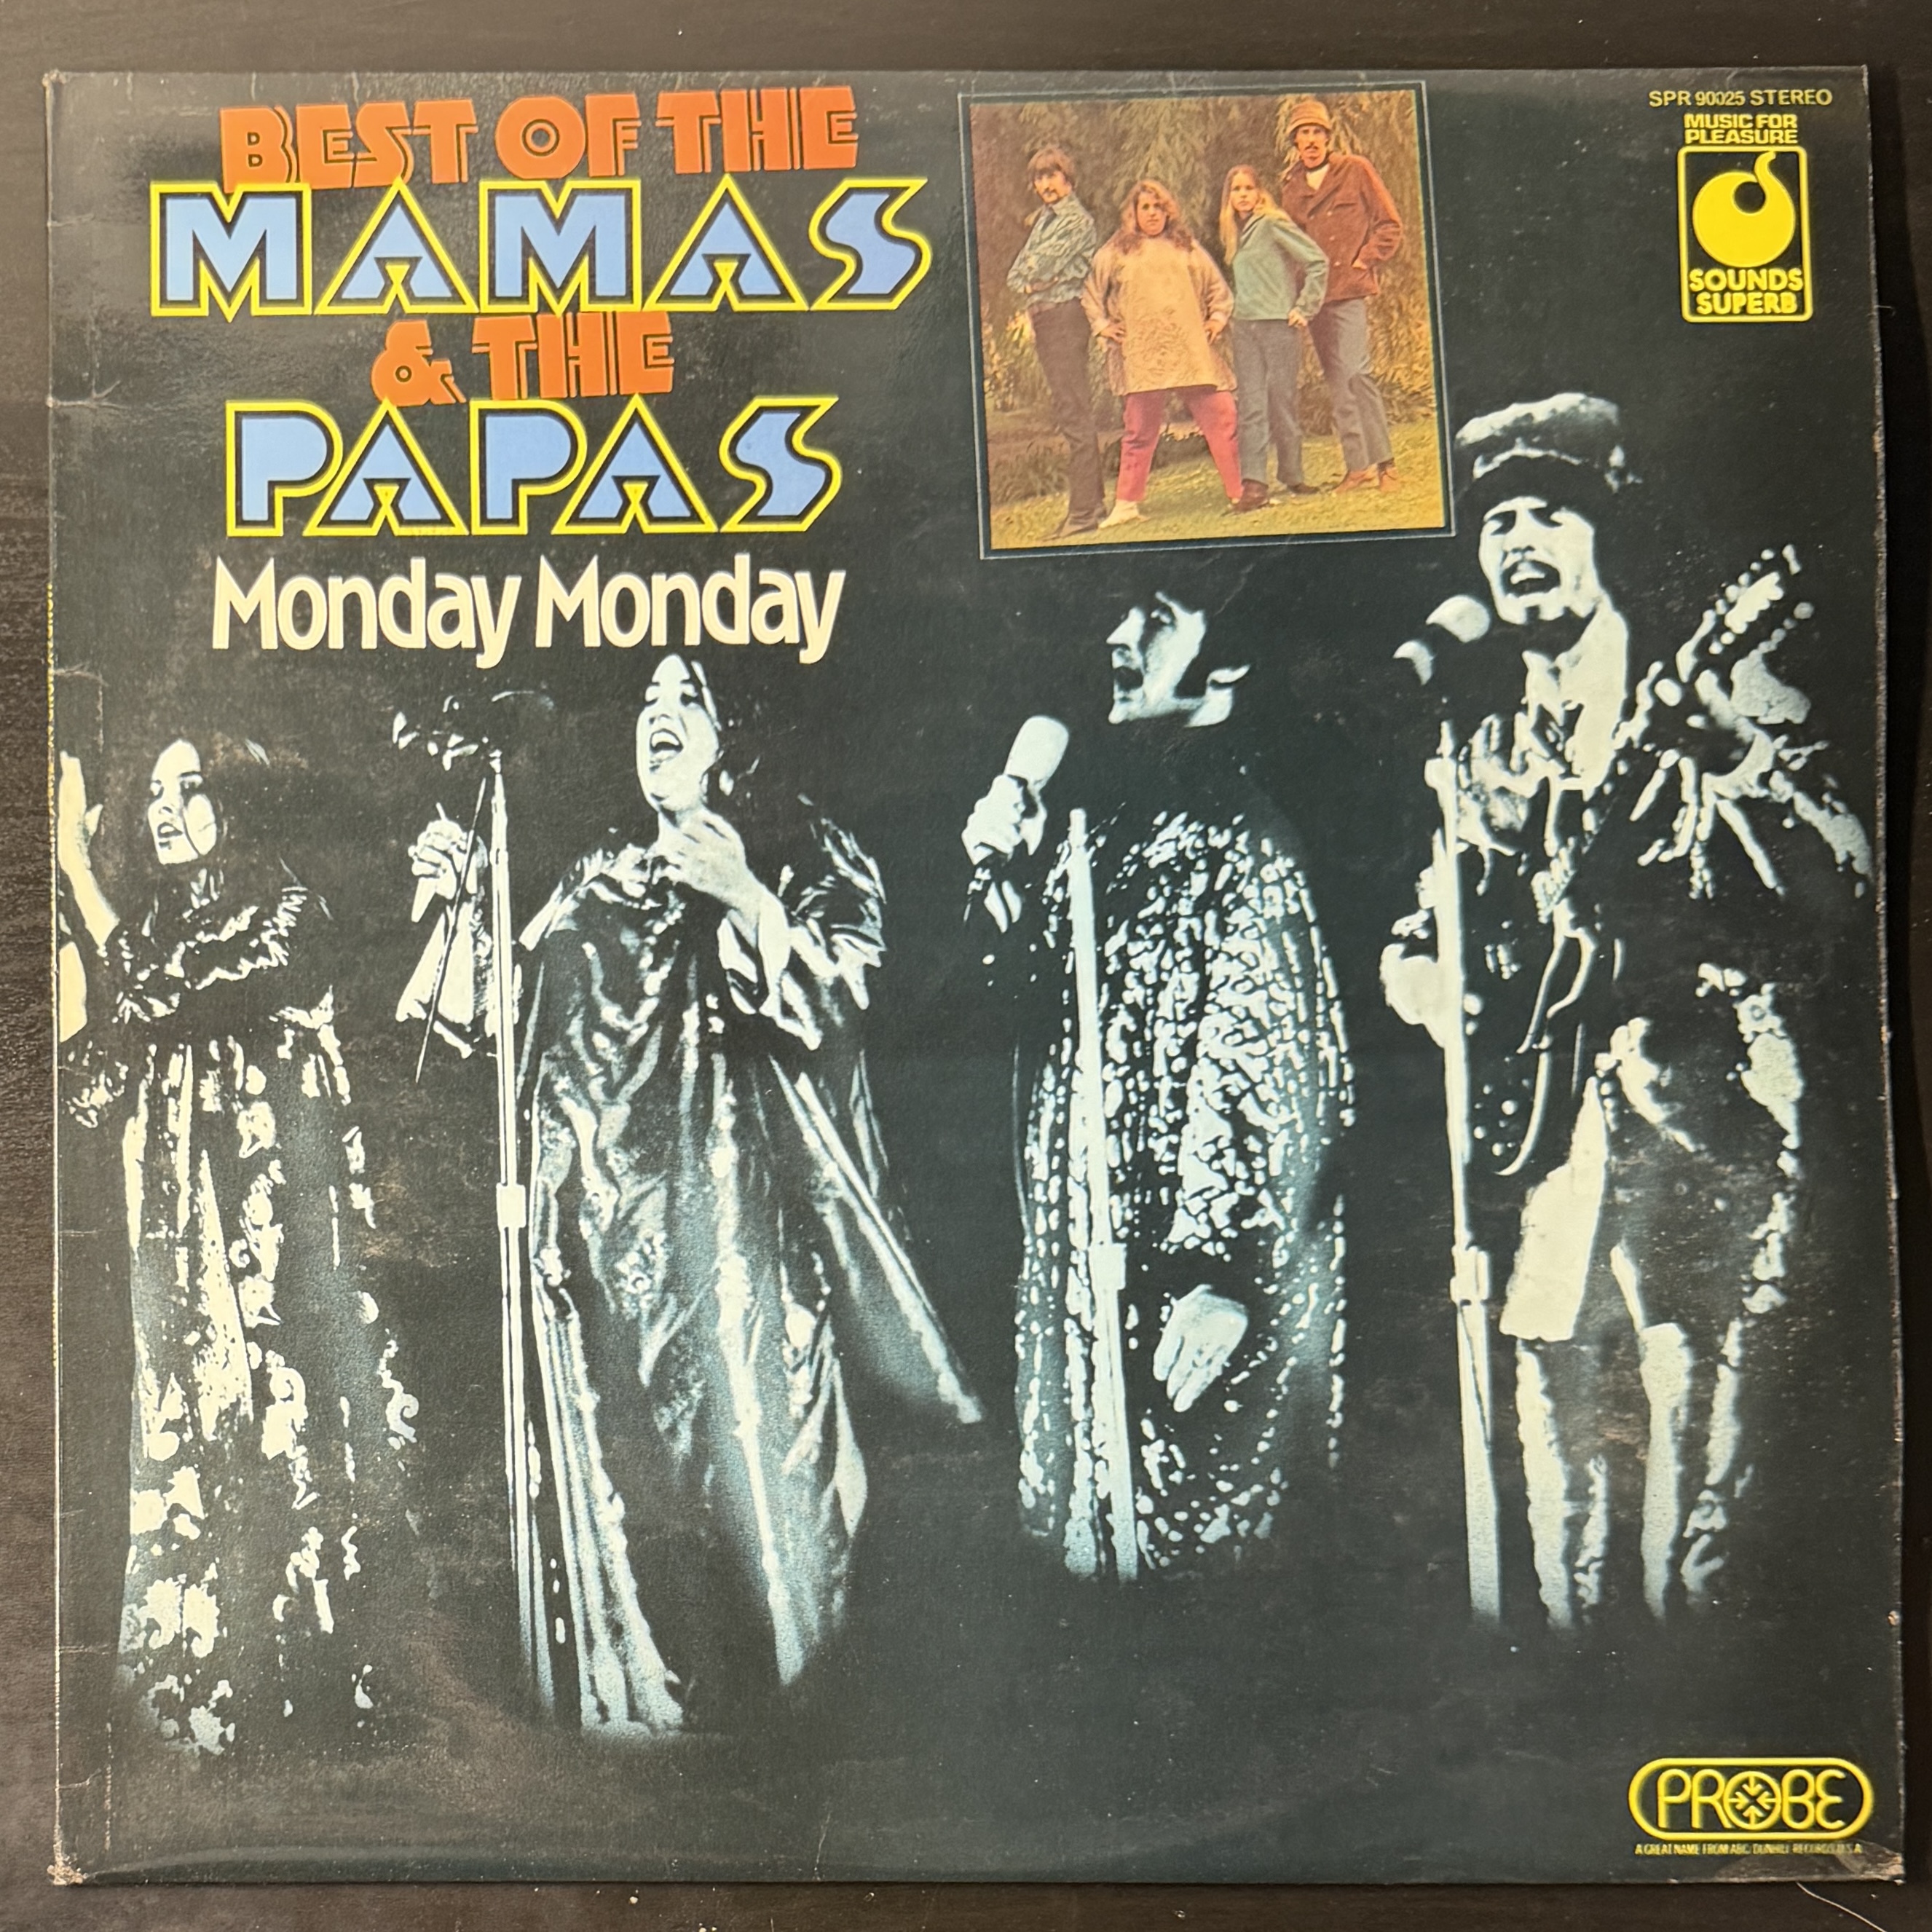 BEST OF THE
MAMAS
& THE
PAPAS
Monday Monday
SPR 90025 STEREO
MUSIC FOR
PLEASURE
SOUNDS
SUPERB
PROBE
A GREAT NAME FROM ABC. DUNHILL RECORDS U.S.A.